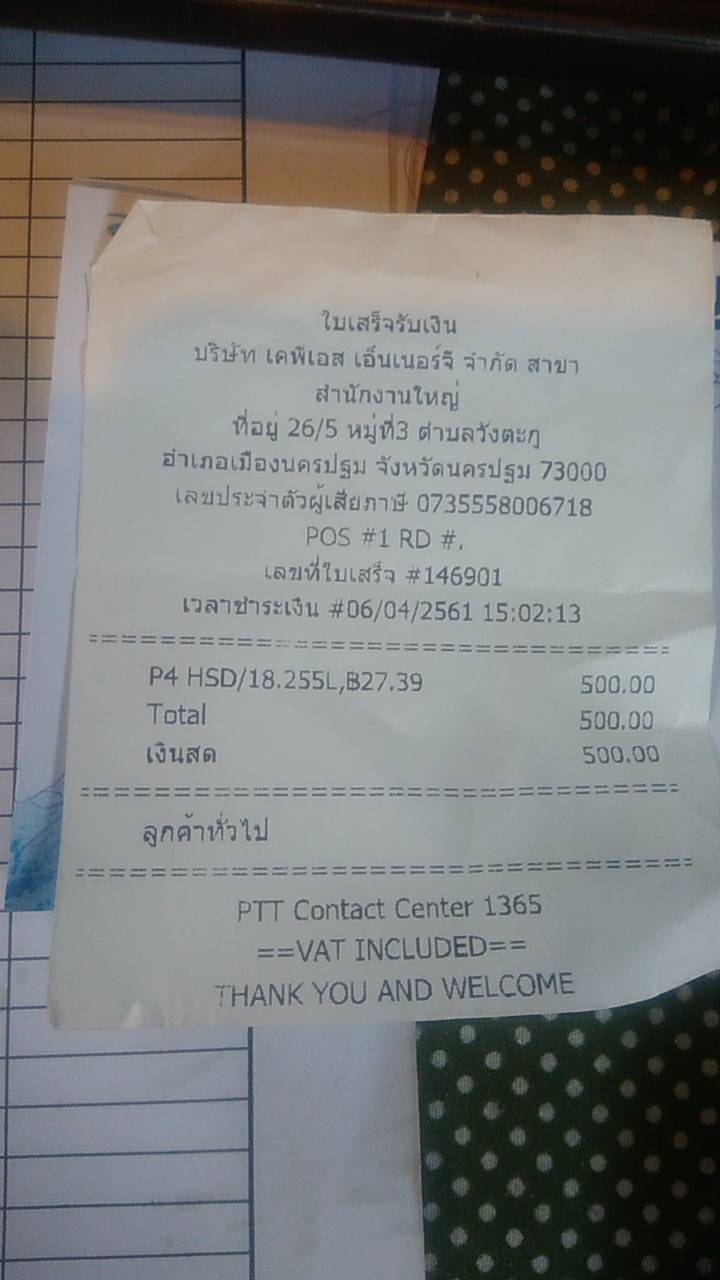 ใบเสร็จรับเงิน
บริษัท เคพีเอส เอ็นเนอร์จี จำกัด สาขา
สำนักงานใหญ่
ที่อยู่ 26/5 หมู่ที่3 ตำบลวังตะกู
อำเภอเมืองนครปฐม จังหวัดนครปฐม 73000
เลขประจำตัวผู้เสียภาษี 0735558006718
POS #1 RD #.
เลขที่ใบเสร็จ #146901
เวลาชำระเงิน #06/04/2561 15:02:13
===================================
P4 HSD/18.255L,฿27.39 500.00
Total 500.00
เงินสด 500.00
===================================
ลูกค้าทั่วไป
===================================
PTT Contact Center 1365
==VAT INCLUDED==
THANK YOU AND WELCOME